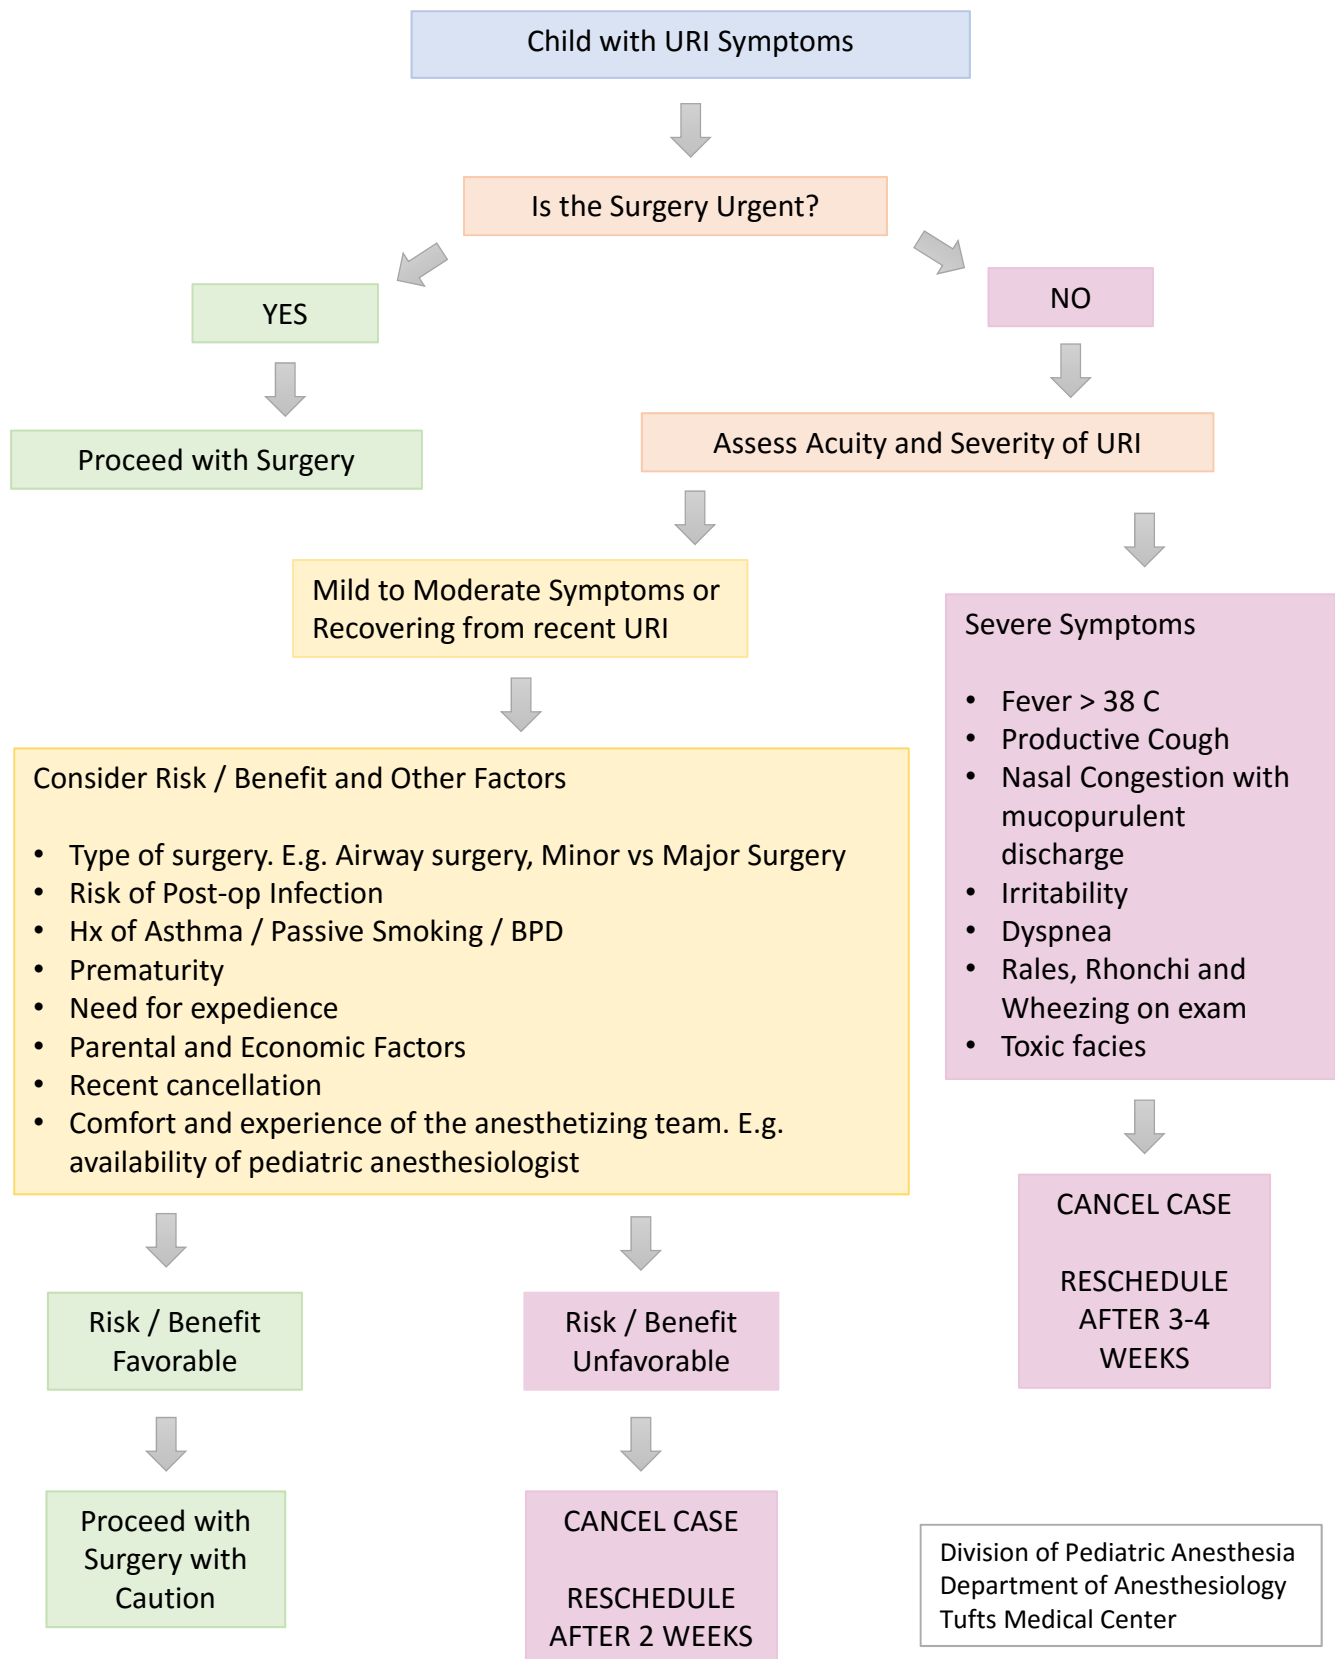 Child with URI Symptoms
Is the Surgery Urgent?
YES
NO
Proceed with Surgery
Assess Acuity and Severity of URI
Mild to Moderate Symptoms or
Recovering from recent URI
Severe Symptoms
• Fever > 38 C
• Productive Cough
• Nasal Congestion with
mucopurulent
discharge
• Irritability
• Dyspnea
• Rales, Rhonchi and
Wheezing on exam
• Toxic facies
Consider Risk / Benefit and Other Factors
• Type of surgery. E.g. Airway surgery, Minor vs Major Surgery
• Risk of Post-op Infection
• Hx of Asthma / Passive Smoking / BPD
• Prematurity
• Need for expedience
• Parental and Economic Factors
• Recent cancellation
• Comfort and experience of the anesthetizing team. E.g.
availability of pediatric anesthesiologist
CANCEL CASE
RESCHEDULE
AFTER 3-4
WEEKS
Risk / Benefit
Favorable
Risk / Benefit
Unfavorable
Proceed with
Surgery with
Caution
CANCEL CASE
RESCHEDULE
AFTER 2 WEEKS
Division of Pediatric Anesthesia
Department of Anesthesiology
Tufts Medical Center